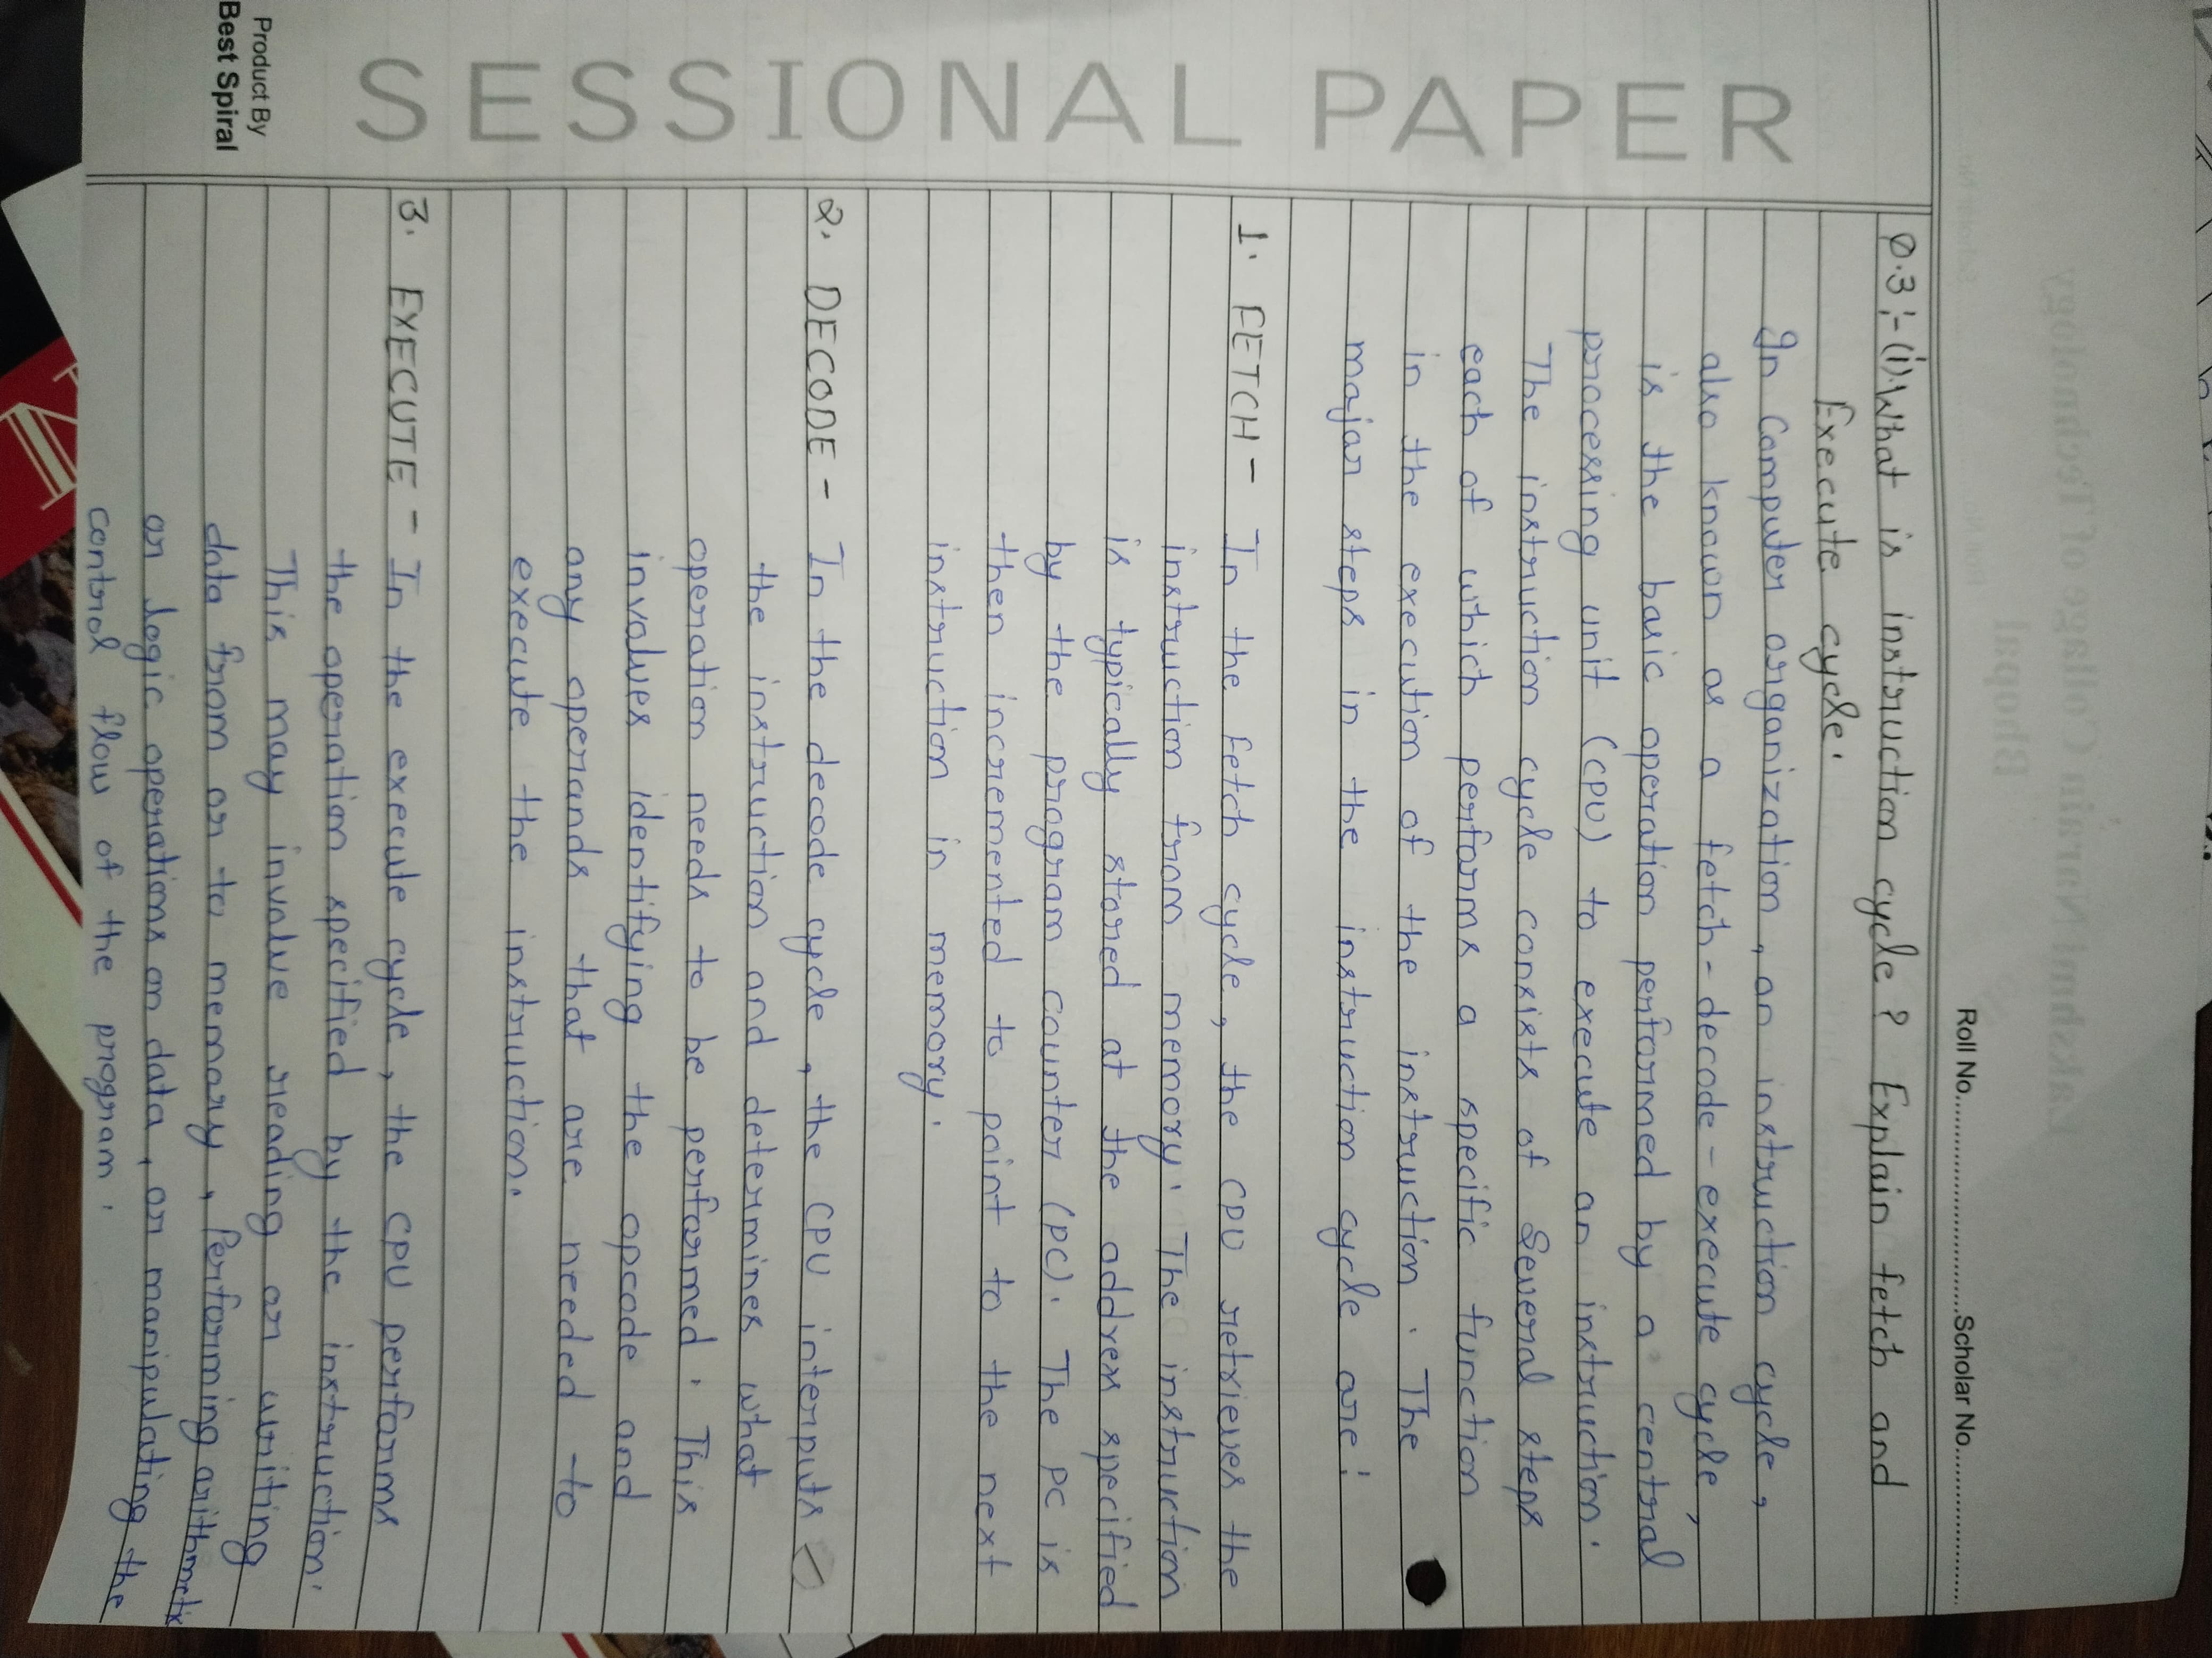 Lakshmi Narain Collage of Technology
Bhopal
Roll No..............................Scholar No......................
Q.3:-(i).What is instruction cycle? Explain fetch and
Execute cycle.
In Computer organization, an instruction cycle,
also known as a fetch-decode-execute cycle,
is the basic operation performed by a central
processing unit (CPU) to execute an instruction.
The instruction cycle consists of Several steps
each of which performs a specific function
in the execution of the instruction. The
major steps in the instruction cycle are:
1. FETCH - In the Fetch cycle, the CPU retrieves the
instruction from memory. The instruction
is typically stored at the address specified
by the program counter (PC). The PC is
then incremented to point to the next
instruction in memory.
2. DECODE - In the decode cycle, the CPU interputs
the instruction and determines what
operation needs to be performed. This
involves identifying the opcode and
any operands that are needed to
execute the instruction.
3. EXECUTE - In the execute cycle, the CPU performs
the operation specified by the instruction.
This may involve reading or writing
data from or to memory, Performing arithmetic
or logic operations on data, or manipulating the
control flow of the program.
SESSIONAL PAPER
Product By
Best Spiral